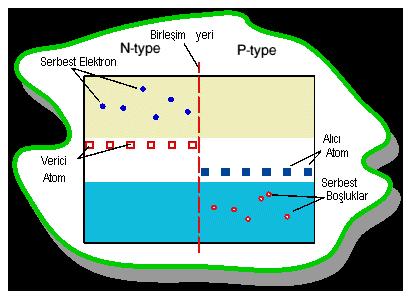 Birleşim yeri
N-type
P-type
Serbest Elektron
Verici
Atom
Alıcı
Atom
Serbest
Boşluklar